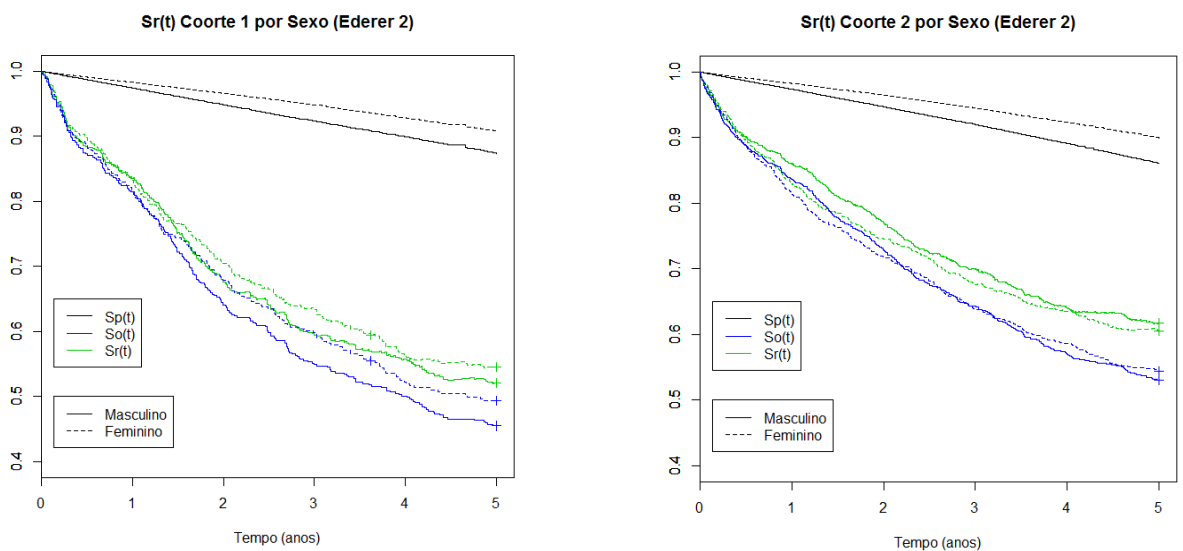 Sr(t) Coorte 1 por Sexo (Ederer 2)
1.0
0.9
0.8
0.7
0.6
0.5
0.4
Sp(t)
So(t)
Sr(t)
Masculino
Feminino
0 1 2 3 4 5
Tempo (anos)
Sr(t) Coorte 2 por Sexo (Ederer 2)
1.0
0.9
0.8
0.7
0.6
0.5
0.4
Sp(t)
So(t)
Sr(t)
Masculino
Feminino
0 1 2 3 4 5
Tempo (anos)